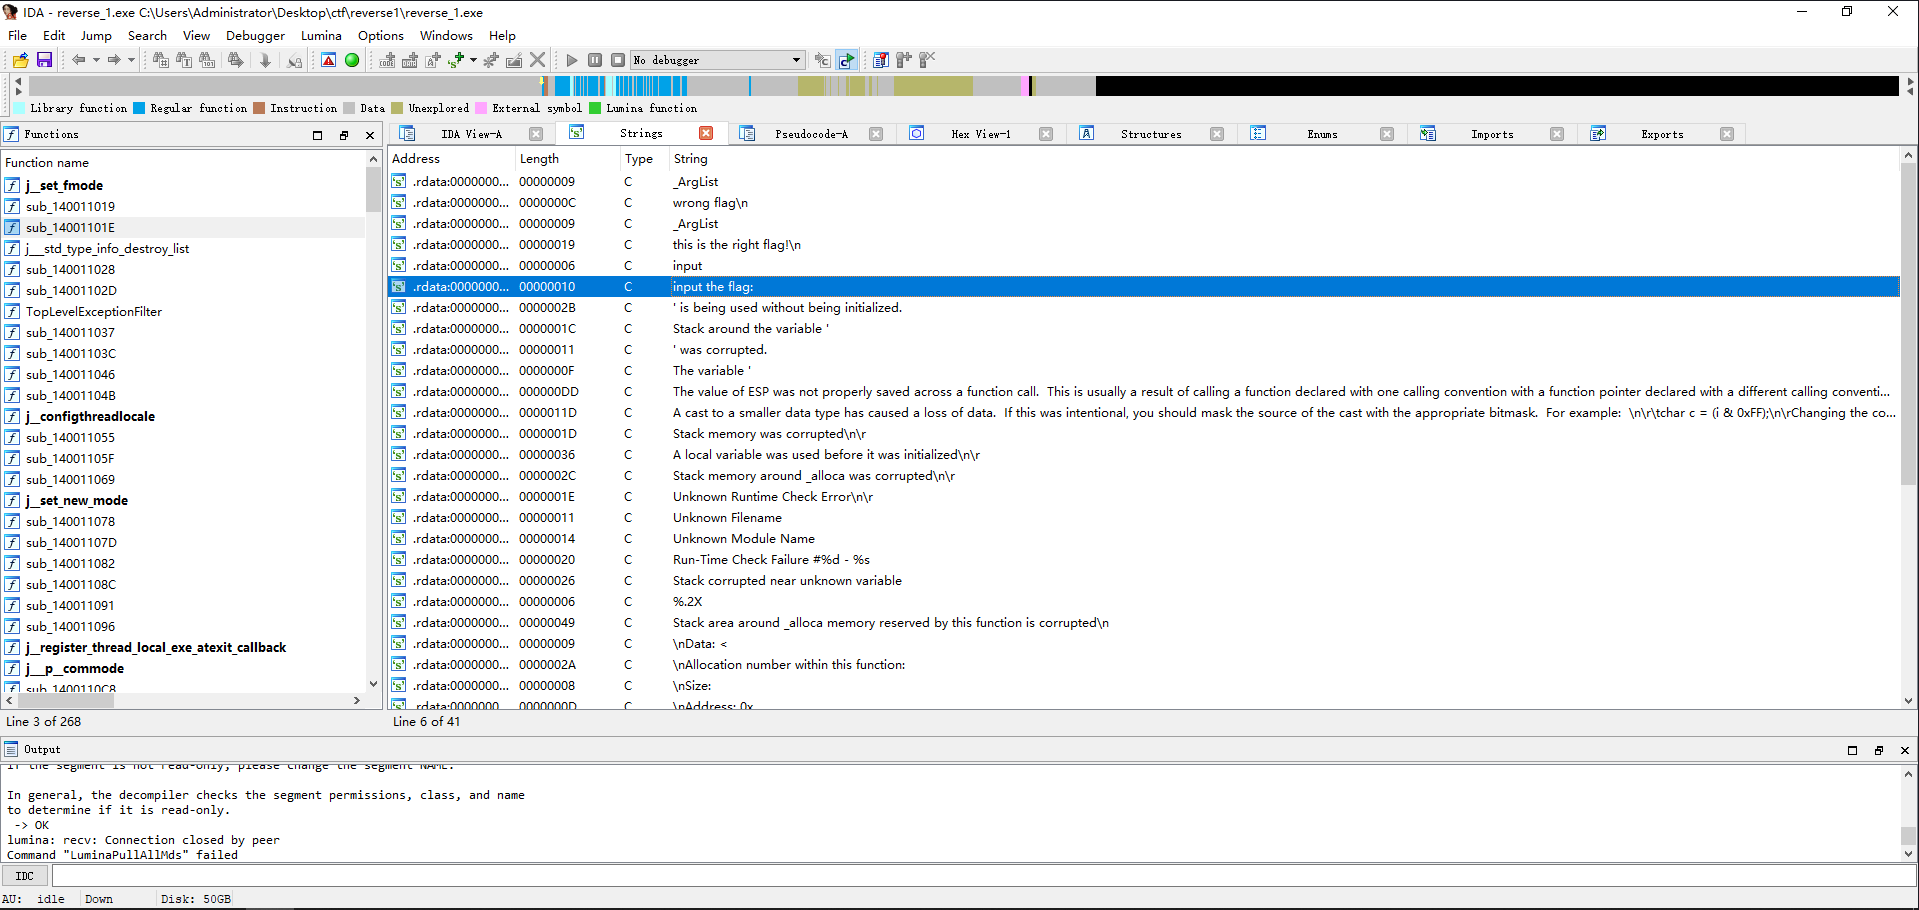 IDA - reverse_1.exe C:\Users\Administrator\Desktop\ctf\reverse1\reverse_1.exe
File Edit Jump Search View Debugger Lumina Options Windows Help
No debugger
Library function Regular function Instruction Data Unexplored External symbol Lumina function
Functions
Function name
j__set_fmode
sub_140011019
sub_14001101E
j___std_type_info_destroy_list
sub_140011028
sub_14001102D
TopLevelExceptionFilter
sub_140011037
sub_14001103C
sub_140011046
sub_14001104B
j__configthreadlocale
sub_140011055
sub_14001105F
sub_140011069
j__set_new_mode
sub_140011078
sub_14001107D
sub_140011082
sub_14001108C
sub_140011091
sub_140011096
j__register_thread_local_exe_atexit_callback
j___p__commode
sub_1400110C8
Line 3 of 268
IDA View-A Strings Pseudocode-A Hex View-1 Structures Enums Imports Exports
Address Length Type String
.rdata:0000000... 00000009 C _ArgList
.rdata:0000000... 0000000C C wrong flag\n
.rdata:0000000... 00000009 C _ArgList
.rdata:0000000... 00000019 C this is the right flag!\n
.rdata:0000000... 00000006 C input
.rdata:0000000... 00000010 C input the flag:
.rdata:0000000... 0000002B C ' is being used without being initialized.
.rdata:0000000... 0000001C C Stack around the variable '
.rdata:0000000... 00000011 C ' was corrupted.
.rdata:0000000... 0000000F C The variable '
.rdata:0000000... 000000DD C The value of ESP was not properly saved across a function call.  This is usually a result of calling a function declared with one calling convention with a function pointer declared with a different calling conventi...
.rdata:0000000... 0000011D C A cast to a smaller data type has caused a loss of data.  If this was intentional, you should mask the source of the cast with the appropriate bitmask.  For example:  \n\r\tchar c = (i & 0xFF);\n\rChanging the co...
.rdata:0000000... 0000001D C Stack memory was corrupted\n\r
.rdata:0000000... 00000036 C A local variable was used before it was initialized\n\r
.rdata:0000000... 0000002C C Stack memory around _alloca was corrupted\n\r
.rdata:0000000... 0000001E C Unknown Runtime Check Error\n\r
.rdata:0000000... 00000011 C Unknown Filename
.rdata:0000000... 00000014 C Unknown Module Name
.rdata:0000000... 00000020 C Run-Time Check Failure #%d - %s
.rdata:0000000... 00000026 C Stack corrupted near unknown variable
.rdata:0000000... 00000006 C %.2X
.rdata:0000000... 00000049 C Stack area around _alloca memory reserved by this function is corrupted\n
.rdata:0000000... 00000009 C \nData: <
.rdata:0000000... 0000002A C \nAllocation number within this function:
.rdata:0000000... 00000008 C \nSize:
.rdata:0000000... 0000000D C \nAddress: 0x
Line 6 of 41
Output
If the segment is not read-only, please change the segment NAME.
In general, the decompiler checks the segment permissions, class, and name
to determine if it is read-only.
-> OK
lumina: recv: Connection closed by peer
Command "LuminaPullAllMds" failed
IDC
AU: idle Down Disk: 50GB